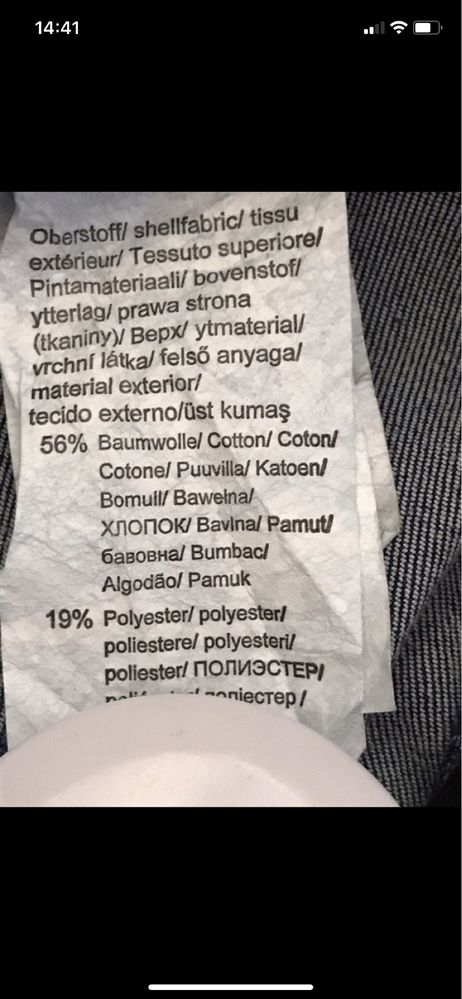 14:41
Oberstoff/ shellfabric/ tissu
extérieur/ Tessuto superiore/
Pintamateriaali/ bovenstof/
ytterlag/ prawa strona
(tkaniny)/ Верх/ ytmaterial/
vrchní látka/ felső anyaga/
material exterior/
tecido externo/üst kumaş
56% Baumwolle/ Cotton/ Coton/
Cotone/ Puuvilla/ Katoen/
Bomull/ Bawełna/
ХЛОПОК/ Bavlna/ Pamut/
бавовна/ Bumbac/
Algodão/ Pamuk
19% Polyester/ polyester/
poliestere/ polyesteri/
poliester/ ПОЛИЭСТЕР/